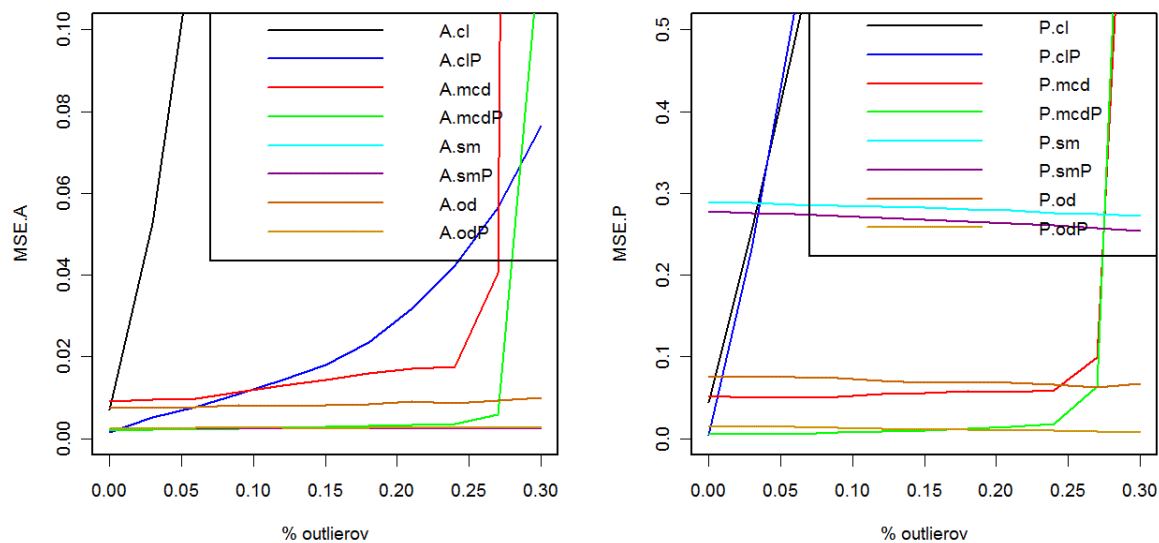 0.10
0.08
0.06
0.04
0.02
0.00
MSE.A
A.cl
A.clP
A.mcd
A.mcdP
A.sm
A.smP
A.od
A.odP
0.00 0.05 0.10 0.15 0.20 0.25 0.30
% outlierov
0.5
0.4
0.3
0.2
0.1
0.0
MSE.P
P.cl
P.clP
P.mcd
P.mcdP
P.sm
P.smP
P.od
P.odP
0.00 0.05 0.10 0.15 0.20 0.25 0.30
% outlierov